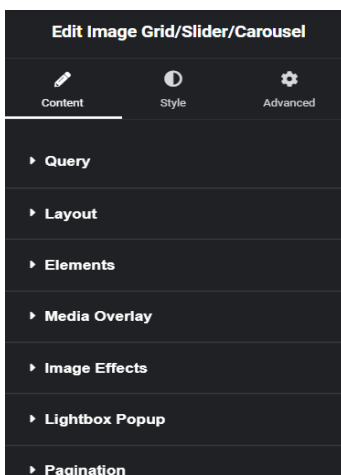 Edit Image Grid/Slider/Carousel
Content Style Advanced
Query
Layout
Elements
Media Overlay
Image Effects
Lightbox Popup
Pagination